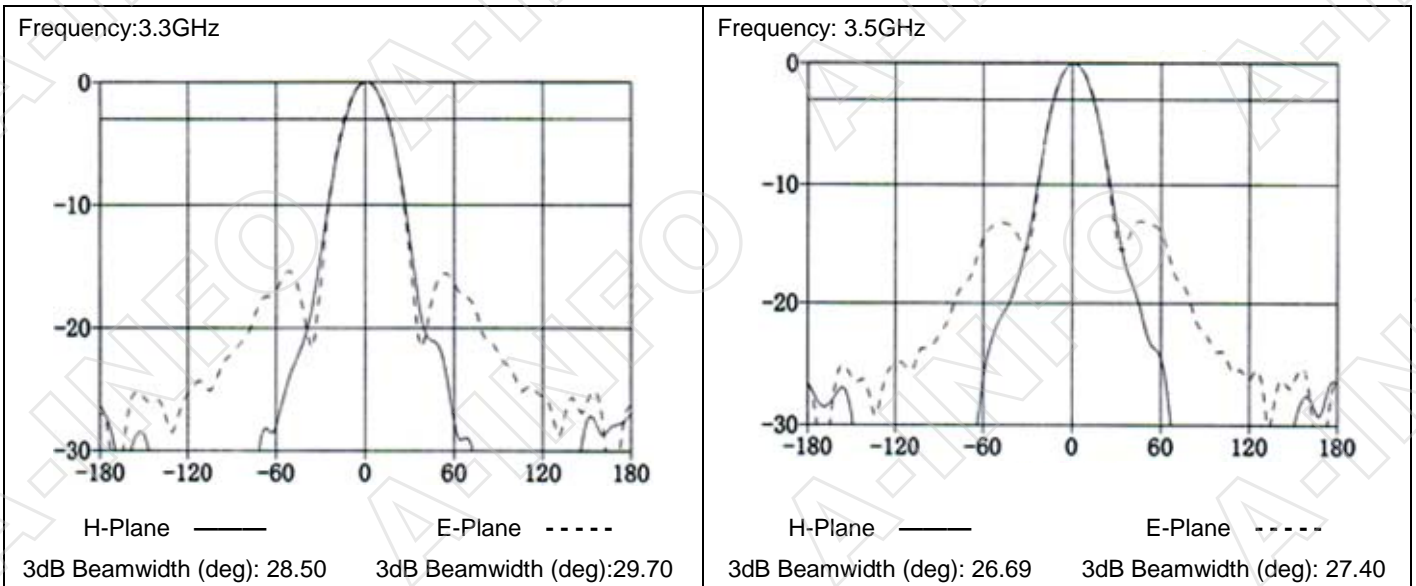 Frequency:3.3GHz
0
-10
-20
-30
-180 -120 -60 0 60 120 180
H-Plane E-Plane
3dB Beamwidth (deg): 28.50 3dB Beamwidth (deg):29.70
Frequency: 3.5GHz
0
-10
-20
-30
-180 -120 -60 0 60 120 180
H-Plane E-Plane
3dB Beamwidth (deg): 26.69 3dB Beamwidth (deg): 27.40
A-INFO